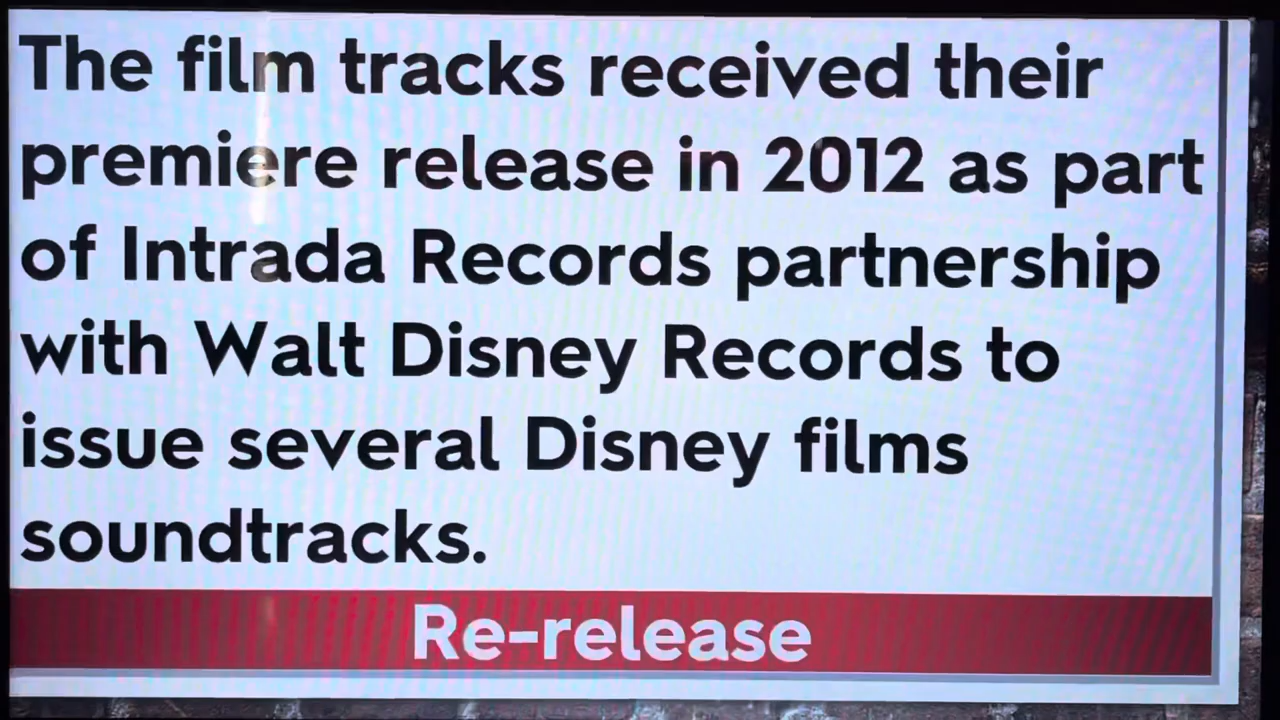 The film tracks received their
premiere release in 2012 as part
of Intrada Records partnership
with Walt Disney Records to
issue several Disney films
soundtracks.
Re-release